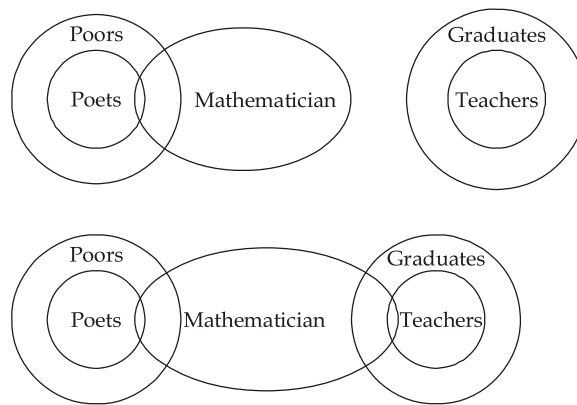 Poors
Graduates
Poets
Mathematician
Teachers
Poors
Graduates
Poets
Mathematician
Teachers